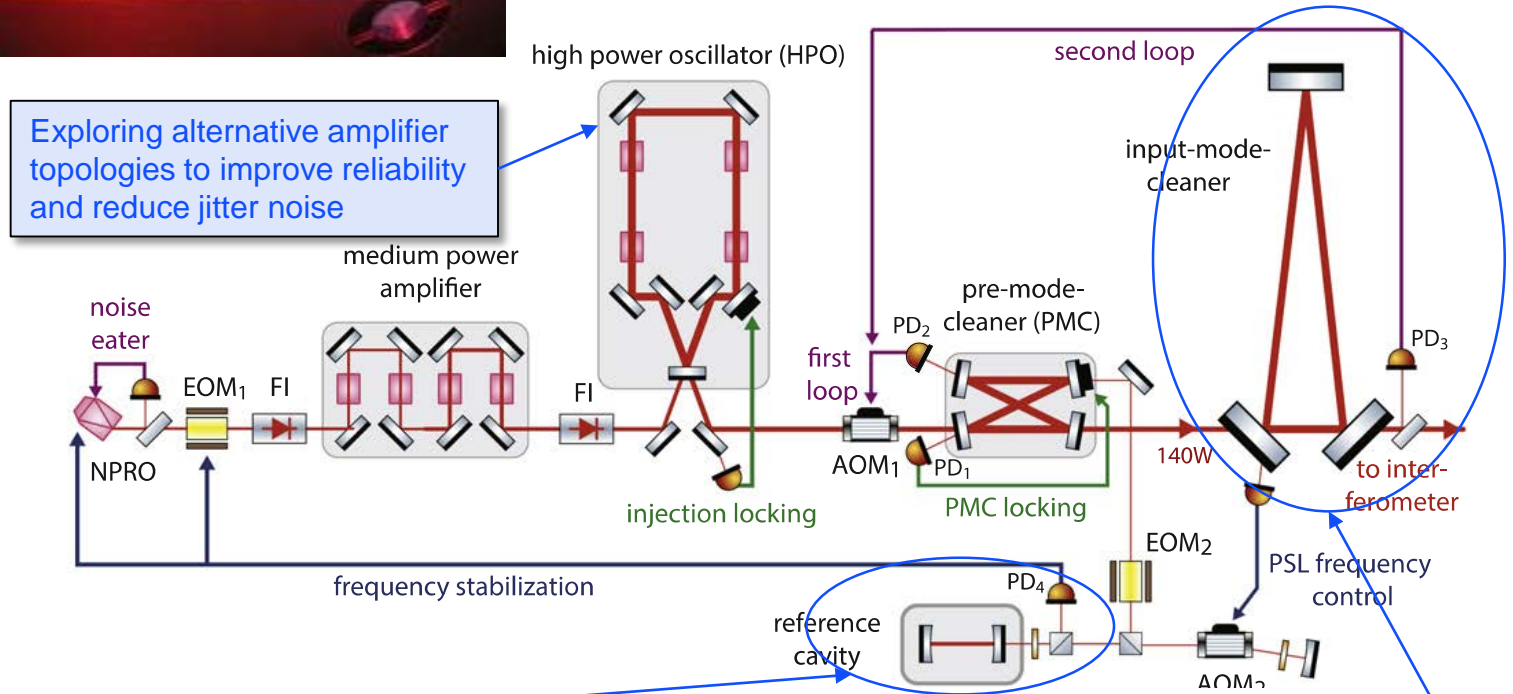 high power oscillator (HPO)
second loop
Exploring alternative amplifier
topologies to improve reliability
and reduce jitter noise
input-mode-
cleaner
medium power
amplifier
noise
eater
pre-mode-
cleaner (PMC)
PD2
PD3
first
loop
EOM1
FI
FI
NPRO
AOM1
PD1
140W
to inter-
ferometer
injection locking
PMC locking
EOM2
PSL frequency
control
frequency stabilization
PD4
reference
cavity
AOM2